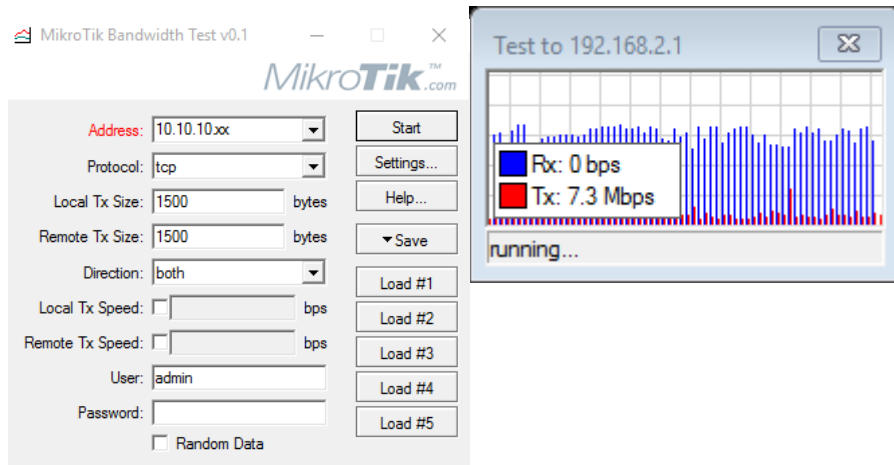 MikroTik Bandwidth Test v0.1
MikroTik™.com
Address: 10.10.10.xx
Start
Protocol: tcp
Settings...
Local Tx Size: 1500 bytes
Help...
Remote Tx Size: 1500 bytes
Save
Direction: both
Load #1
Local Tx Speed: bps
Load #2
Remote Tx Speed: bps
Load #3
User: admin
Load #4
Password:
Load #5
Random Data
Test to 192.168.2.1
Rx: 0 bps
Tx: 7.3 Mbps
running...